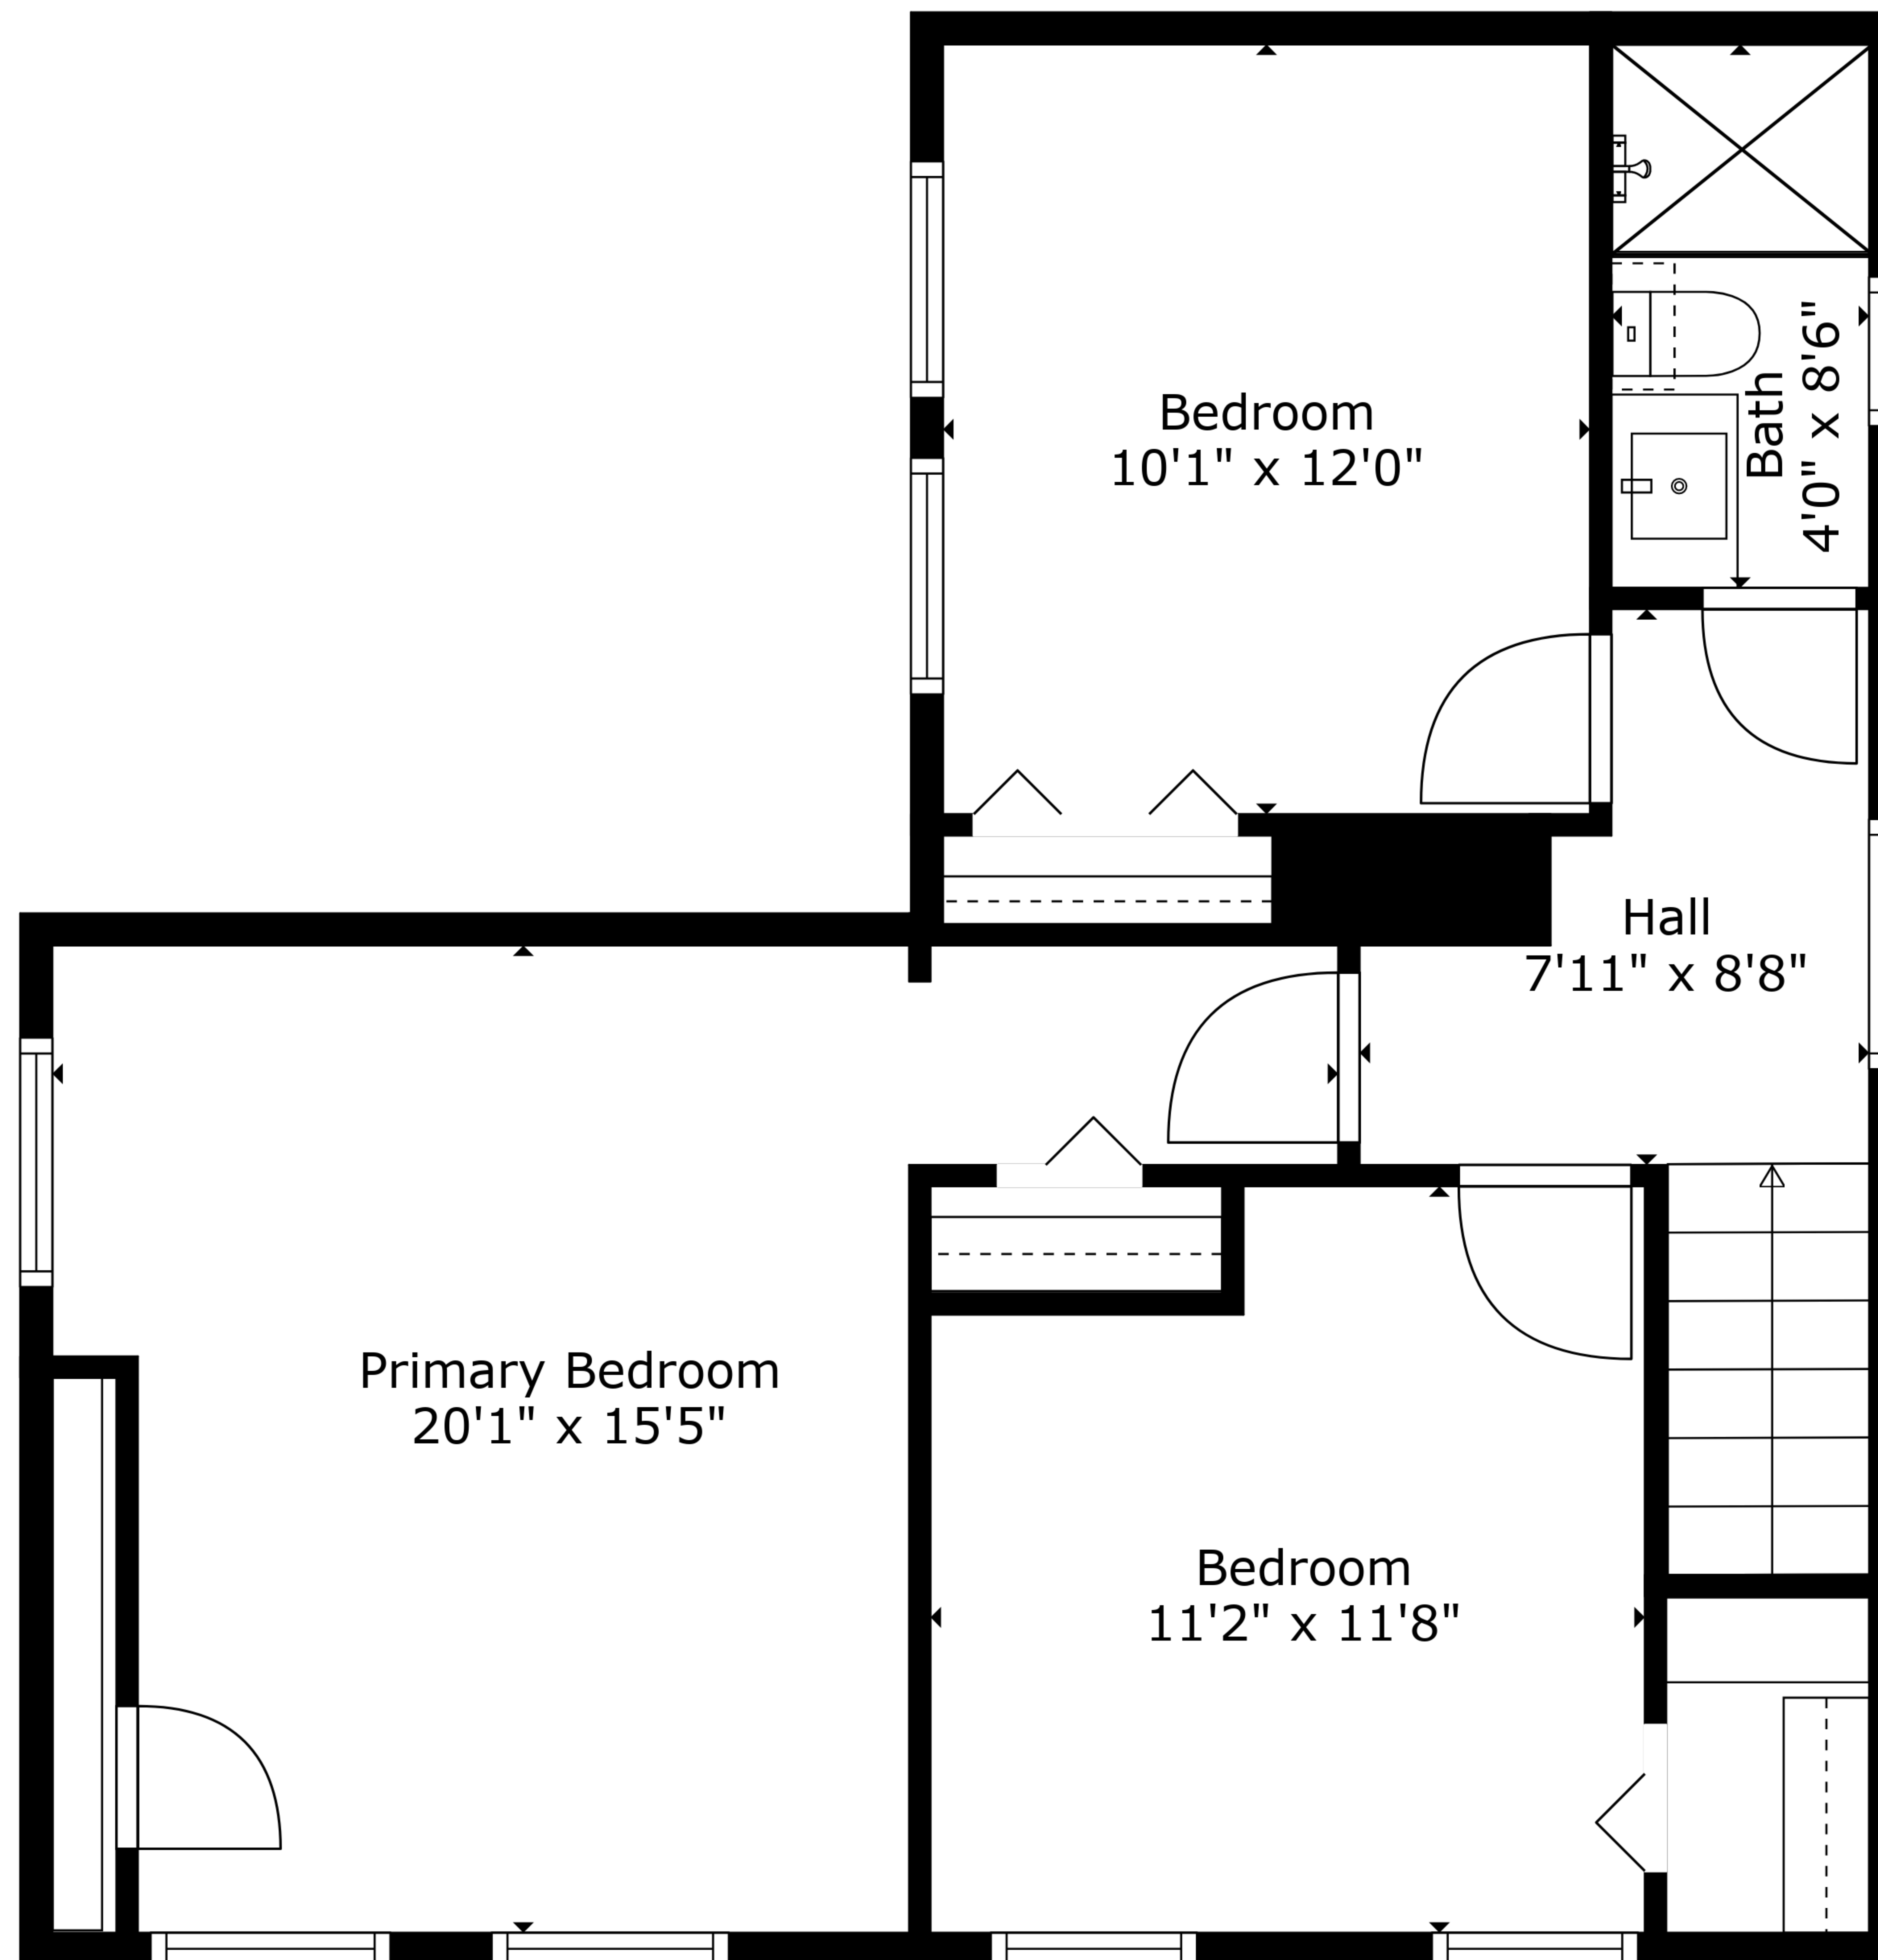 Bedroom
10'1" x 12'0"
Bath
4'0" x 8'6"
Hall
7'11" x 8'8"
Primary Bedroom
20'1" x 15'5"
Bedroom
11'2" x 11'8"